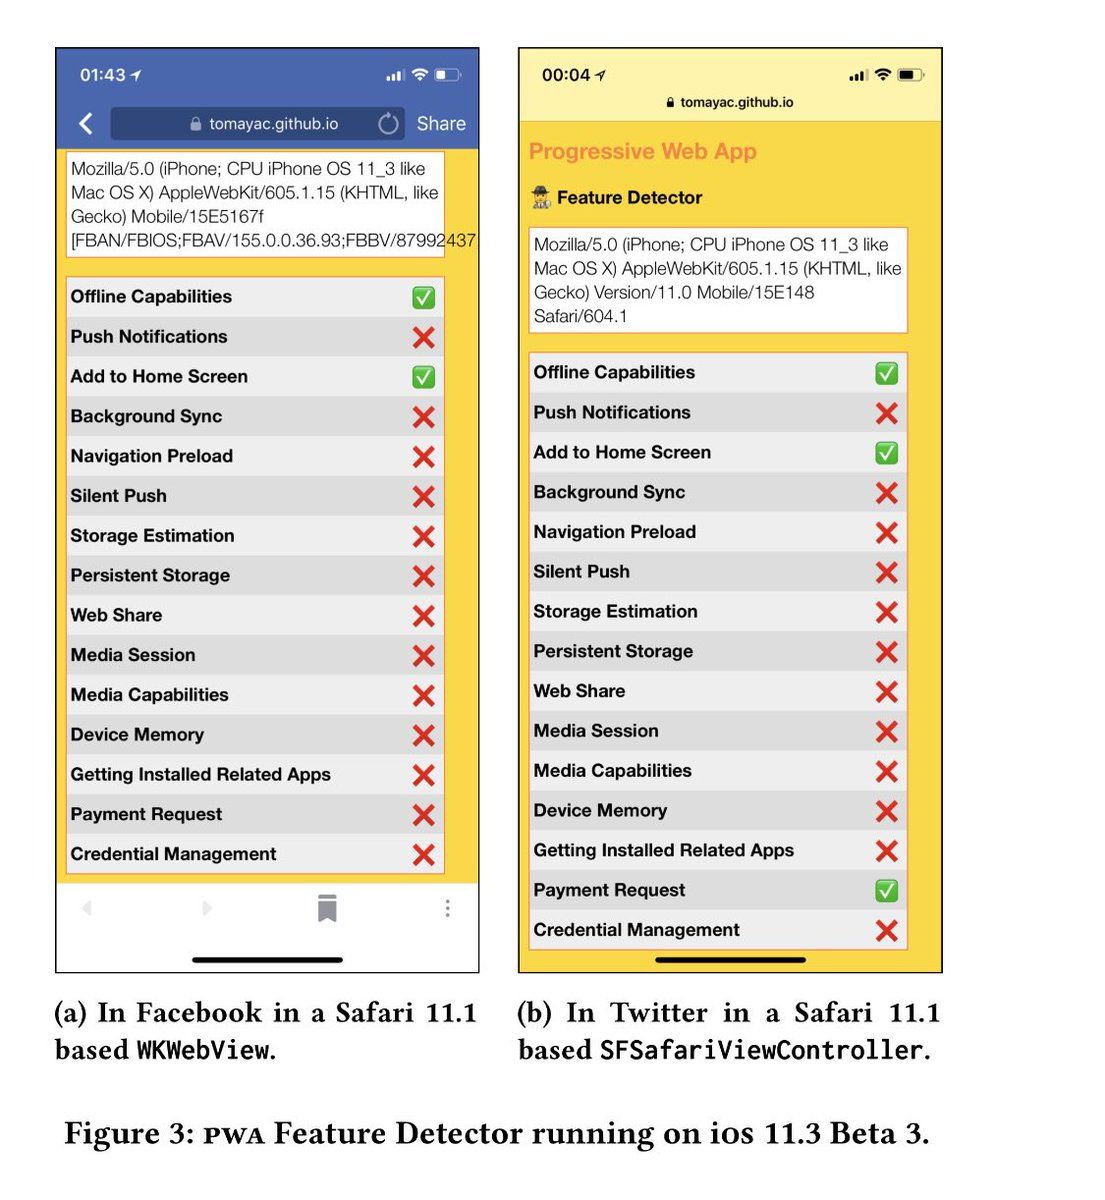 01:43
tomayac.github.io
Share
Mozilla/5.0 (iPhone; CPU iPhone OS 11_3 like
Mac OS X) AppleWebKit/605.1.15 (KHTML, like
Gecko) Mobile/15E5167f
[FBAN/FBIOS;FBAV/155.0.0.36.93;FBBV/87992437
Offline Capabilities
Push Notifications
Add to Home Screen
Background Sync
Navigation Preload
Silent Push
Storage Estimation
Persistent Storage
Web Share
Media Session
Media Capabilities
Device Memory
Getting Installed Related Apps
Payment Request
Credential Management
(a) In Facebook in a Safari 11.1
based WKWebView.
00:04
tomayac.github.io
Progressive Web App
Feature Detector
Mozilla/5.0 (iPhone; CPU iPhone OS 11_3 like
Mac OS X) AppleWebKit/605.1.15 (KHTML, like
Gecko) Version/11.0 Mobile/15E148
Safari/604.1
Offline Capabilities
Push Notifications
Add to Home Screen
Background Sync
Navigation Preload
Silent Push
Storage Estimation
Persistent Storage
Web Share
Media Session
Media Capabilities
Device Memory
Getting Installed Related Apps
Payment Request
Credential Management
(b) In Twitter in a Safari 11.1
based SFSafariViewController.
Figure 3: PWA Feature Detector running on iOS 11.3 Beta 3.